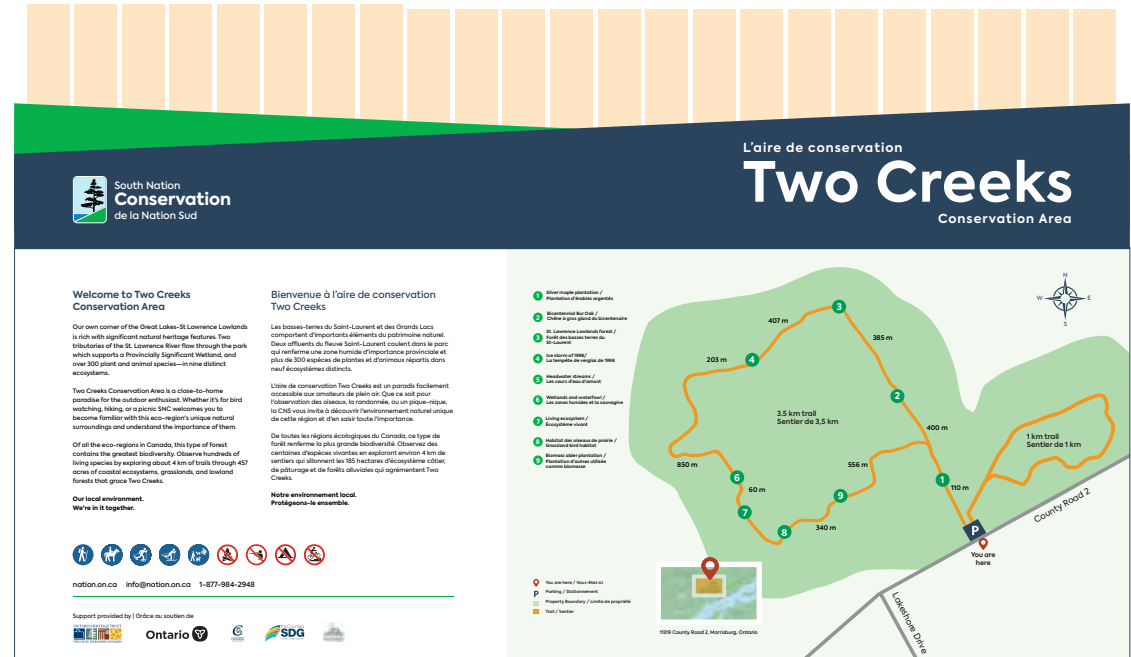 L'aire de conservation
Two Creeks
Conservation Area
South Nation
Conservation
de la Nation Sud
Welcome to Two Creeks
Conservation Area
Our own corner of the Great Lakes-St Lawrence Lowlands
is rich with significant natural heritage features. Two
tributaries of the St. Lawrence River flow through the park
which supports a Provincially Significant Wetland, and
over 300 plant and animal species—in nine distinct
ecosystems.
Two Creeks Conservation Area is a close-to-home
paradise for the outdoor enthusiast. Whether it's for bird
watching, hiking, or a picnic SNC welcomes you to
become familiar with this eco-region's unique natural
surroundings and understand the importance of them.
Of all the eco-regions in Canada, this type of forest
contains the greatest biodiversity. Observe hundreds of
living species by exploring about 4 km of trails through 457
acres of coastal ecosystems, grasslands, and lowland
forests that grace Two Creeks.
Our local environment.
We're in it together.
Bienvenue à l'aire de conservation
Two Creeks
Les basses-terres du Saint-Laurent et des Grands Lacs
comportent d'importants éléments du patrimoine naturel.
Deux affluents du fleuve Saint-Laurent coulent dans le parc
qui renferme une zone humide d'importance provinciale et
plus de 300 espèces de plantes et d'animaux répartis dans
neuf écosystèmes distincts.
L'aire de conservation Two Creeks est un paradis facilement
accessible aux amateurs de plein air. Que ce soit pour
l'observation des oiseaux, la randonnée, ou un pique-nique,
la CNS vous invite à découvrir l'environnement naturel unique
de cette région et d'en saisir toute l'importance.
De toutes les régions écologiques du Canada, ce type de
forêt renferme la plus grande biodiversité. Observez des
centaines d'espèces vivantes en explorant environ 4 km de
sentiers qui sillonnent les 185 hectares d'écosystème côtier,
de pâturage et de forêts alluviales qui agrémentent Two
Creeks.
Notre environnement local.
Protégeons-le ensemble.
nation.on.ca info@nation.on.ca 1-877-984-2948
Support provided by | Grâce au soutien de
ONTARIO HERITAGE TRUST
Ontario
SDG
1 Silver maple plantation /
Plantation d'érables argentés
2 Bicentennial Bur Oak /
Chêne à gros gland du bicentenaire
3 St. Lawrence Lowlands forest /
Forêt des basses terres du
St-Laurent
4 Ice storm of 1998/
La tempête de verglas de 1998
5 Headwater streams /
Les cours d'eau d'amont
6 Wetlands and waterfowl /
Les zones humides et la sauvagine
7 Living ecosystem /
Écosystème vivant
8 Habitat des oiseaux de prairie /
Grassland bird habitat
9 Biomass alder plantation /
Plantation d'aulnes utilisée
comme biomasse
You are here / Vous êtes ici
P Parking / Stationnement
Property Boundary / Limite de propriété
Trail / Sentier
N
W
E
S
3
407 m
385 m
203 m
4
2
3.5 km trail
Sentier de 3,5 km
400 m
1 km trail
Sentier de 1 km
850 m
556 m
6
60 m
1
110 m
9
7
340 m
8
P
County Road 2
You are
here
Lakeshore Drive
11319 County Road 2, Morrisburg, Ontario